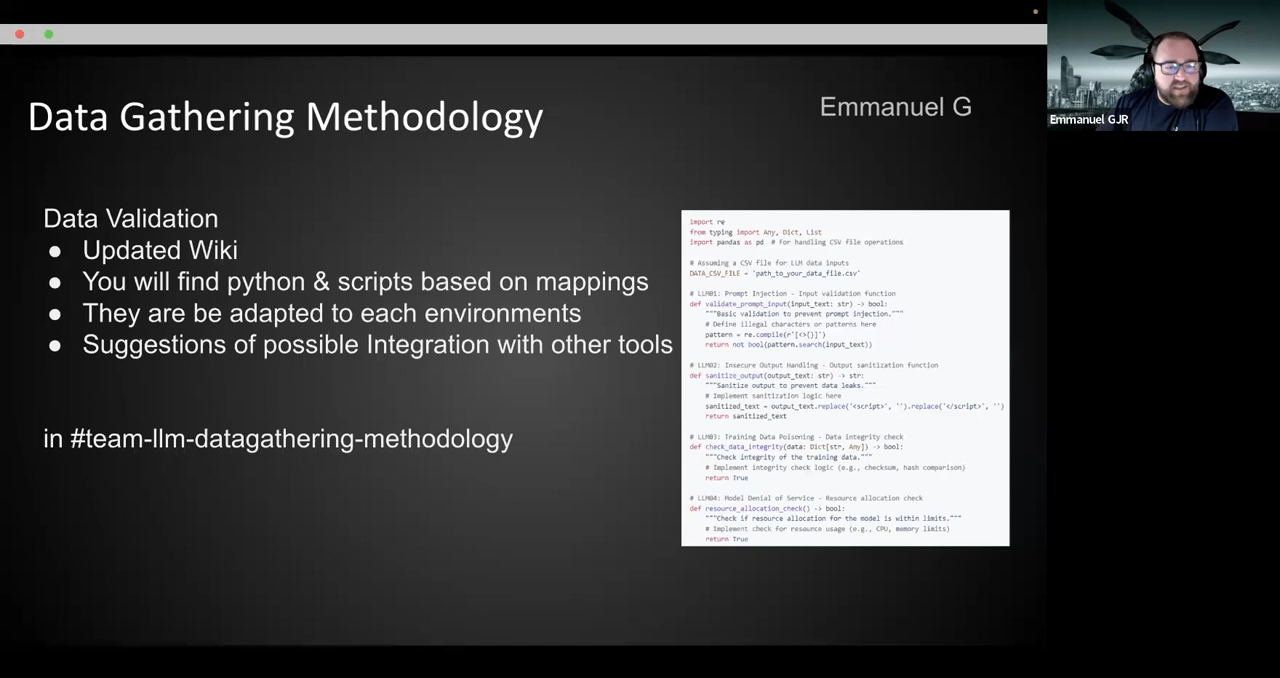 Data Gathering Methodology
Emmanuel G
Emmanuel GJR
Data Validation
● Updated Wiki
● You will find python & scripts based on mappings
● They are be adapted to each environments
● Suggestions of possible Integration with other tools
in #team-llm-datagathering-methodology
import re
from typing import Any, Dict, List
import pandas as pd  # For handling CSV file operations
# Assuming a CSV file for LLM data inputs
DATA_CSV_FILE = 'path_to_your_data_file.csv'
# LLM01: Prompt Injection - Input validation function
def validate_prompt_input(input_text: str) -> bool:
    """Basic validation to prevent prompt injection."""
    # Define illegal characters or patterns here
    pattern = re.compile(r'[<>{}]')
    return not bool(pattern.search(input_text))
# LLM02: Insecure Output Handling - Output sanitization function
def sanitize_output(output_text: str) -> str:
    """Sanitize output to prevent data leaks."""
    # Implement sanitization logic here
    sanitized_text = output_text.replace('<script>', '').replace('</script>', '')
    return sanitized_text
# LLM03: Training Data Poisoning - Data integrity check
def check_data_integrity(data: Dict[str, Any]) -> bool:
    """Check integrity of the training data."""
    # Implement integrity check logic (e.g., checksum, hash comparison)
    return True
# LLM04: Model Denial of Service - Resource allocation check
def resource_allocation_check() -> bool:
    """Check if resource allocation for the model is within limits."""
    # Implement check for resource usage (e.g., CPU, memory limits)
    return True